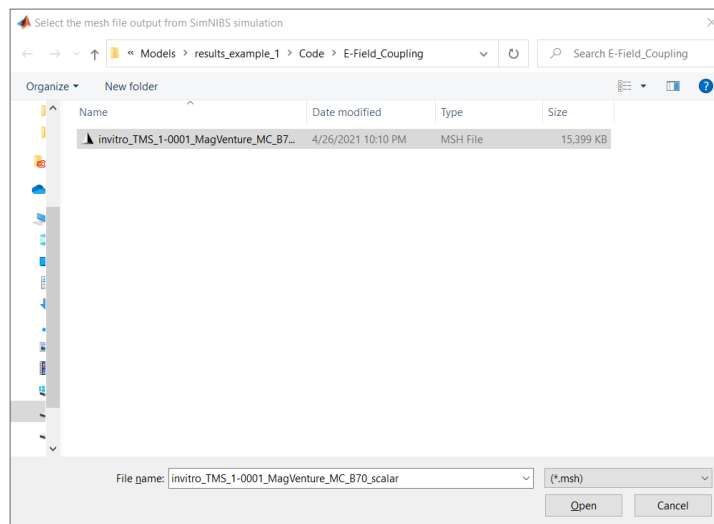 Select the mesh file output from SimNIBS simulation
« Models > results_example_1 > Code > E-Field_Coupling
Search E-Field_Coupling
Organize
New folder
Name Date modified Type Size
invitro_TMS_1-0001_MagVenture_MC_B7... 4/26/2021 10:10 PM MSH File 15,399 KB
File name: invitro_TMS_1-0001_MagVenture_MC_B70_scalar (*.msh)
Open Cancel